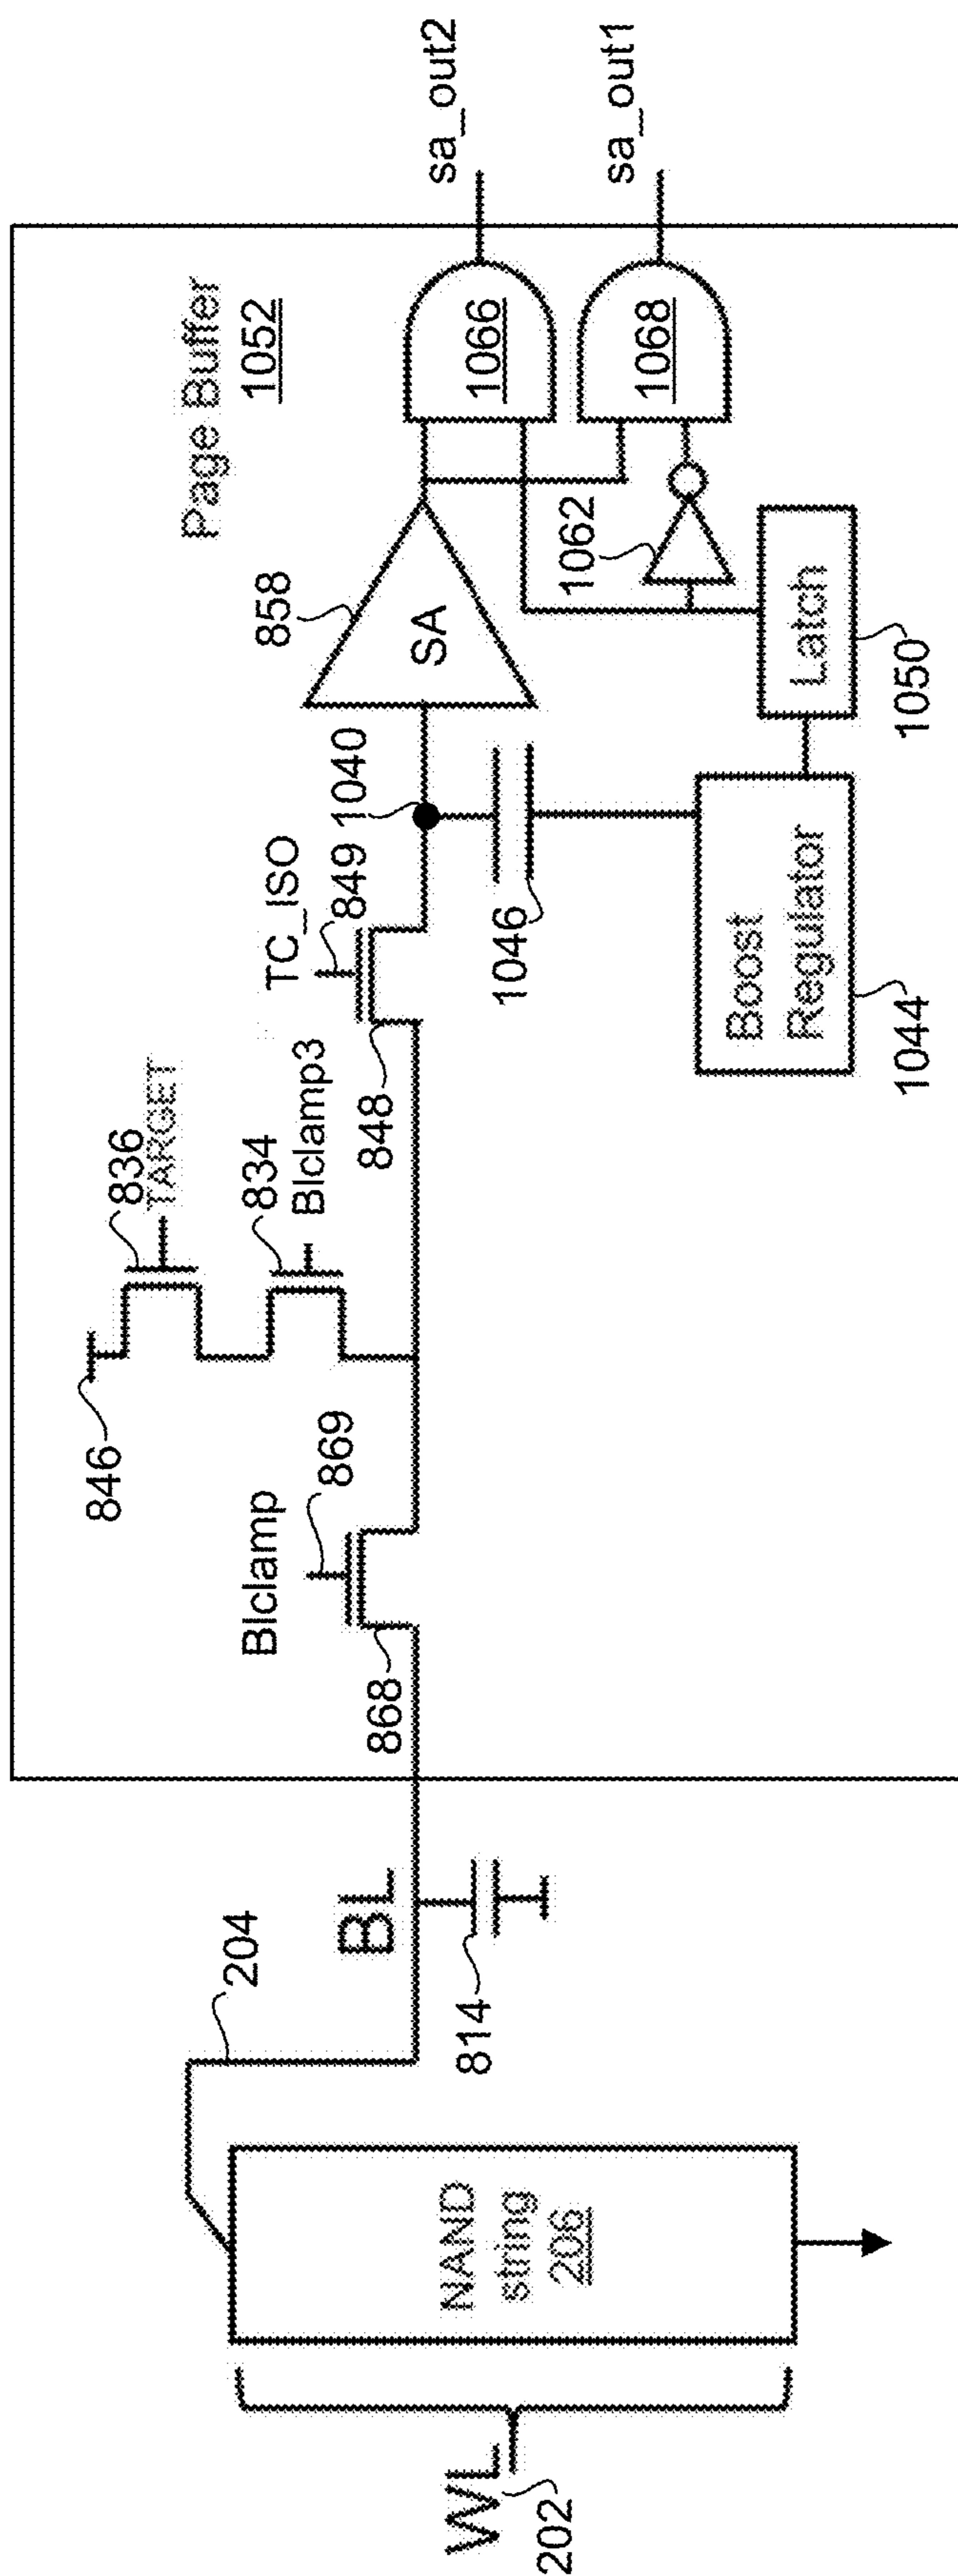 WL
202
NAND
string
206
204
BL
814
Page Buffer
1052
846
836
TARGET
834
Blclamp3
Blclamp
869
868
TC_ISO
849
848
1040
1046
858
SA
Boost
Regulator
1044
Latch
1050
1062
1066
1068
sa_out2
sa_out1